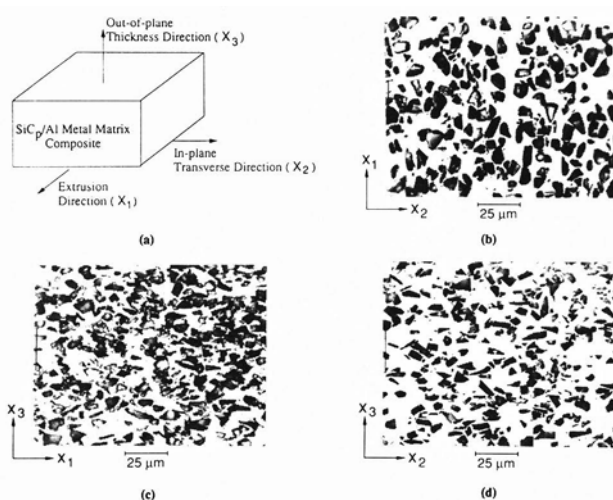 Out-of-plane
Thickness Direction (X3)
SiCp/Al Metal Matrix
Composite
In-plane
Transverse Direction (X2)
Extrusion
Direction (X1)
(a)
X1
X2
25 μm
(b)
X3
X1
25 μm
(c)
X3
X2
25 μm
(d)